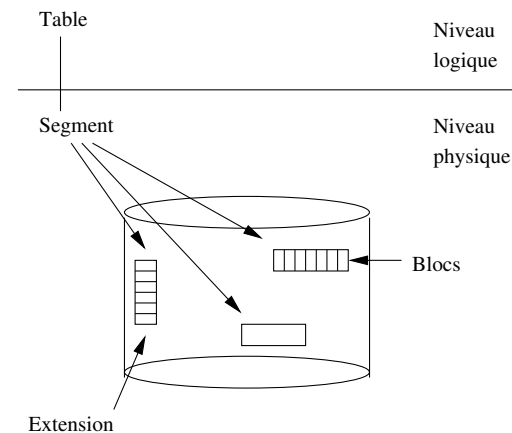 Table
Niveau
logique
Segment
Niveau
physique
Blocs
Extension